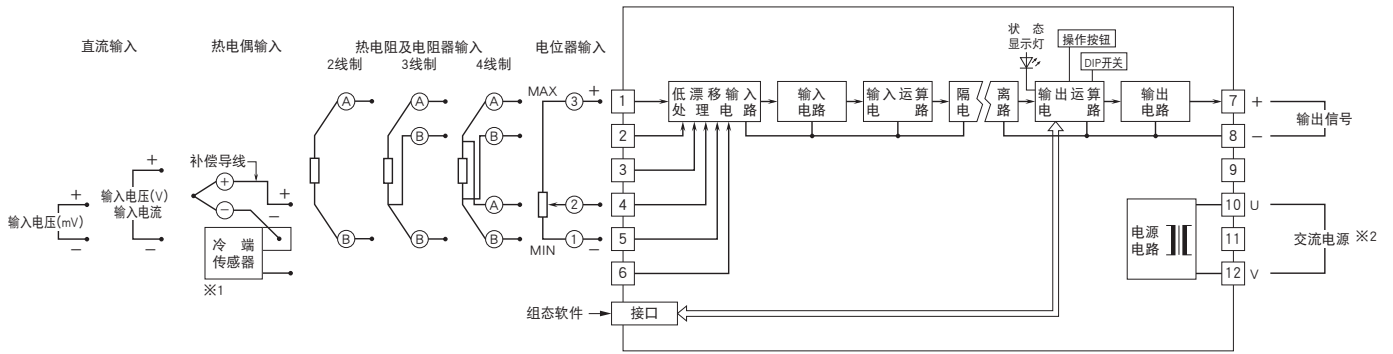 直流输入
热电偶输入
热电阻及电阻器输入
电位器输入
2线制
3线制
4线制
状态
显示灯
操作按钮
DIP开关
A
A
A
B
B
MAX
3
+
1
低漂移输入
处理电路
输入
电路
输入运算
电路
隔离
电路
输出运算
电路
输出
电路
7
+
输出信号
2
8
−
补偿导线
+
+
输入电压(V)
输入电流
−
+
−
+
−
3
9
+
输入电压(mV)
−
A
2
4
10
U
电源
电路
交流电源 ※2
冷端
传感器
※1
B
B
B
1
−
MIN
5
11
6
12
V
组态软件
接口